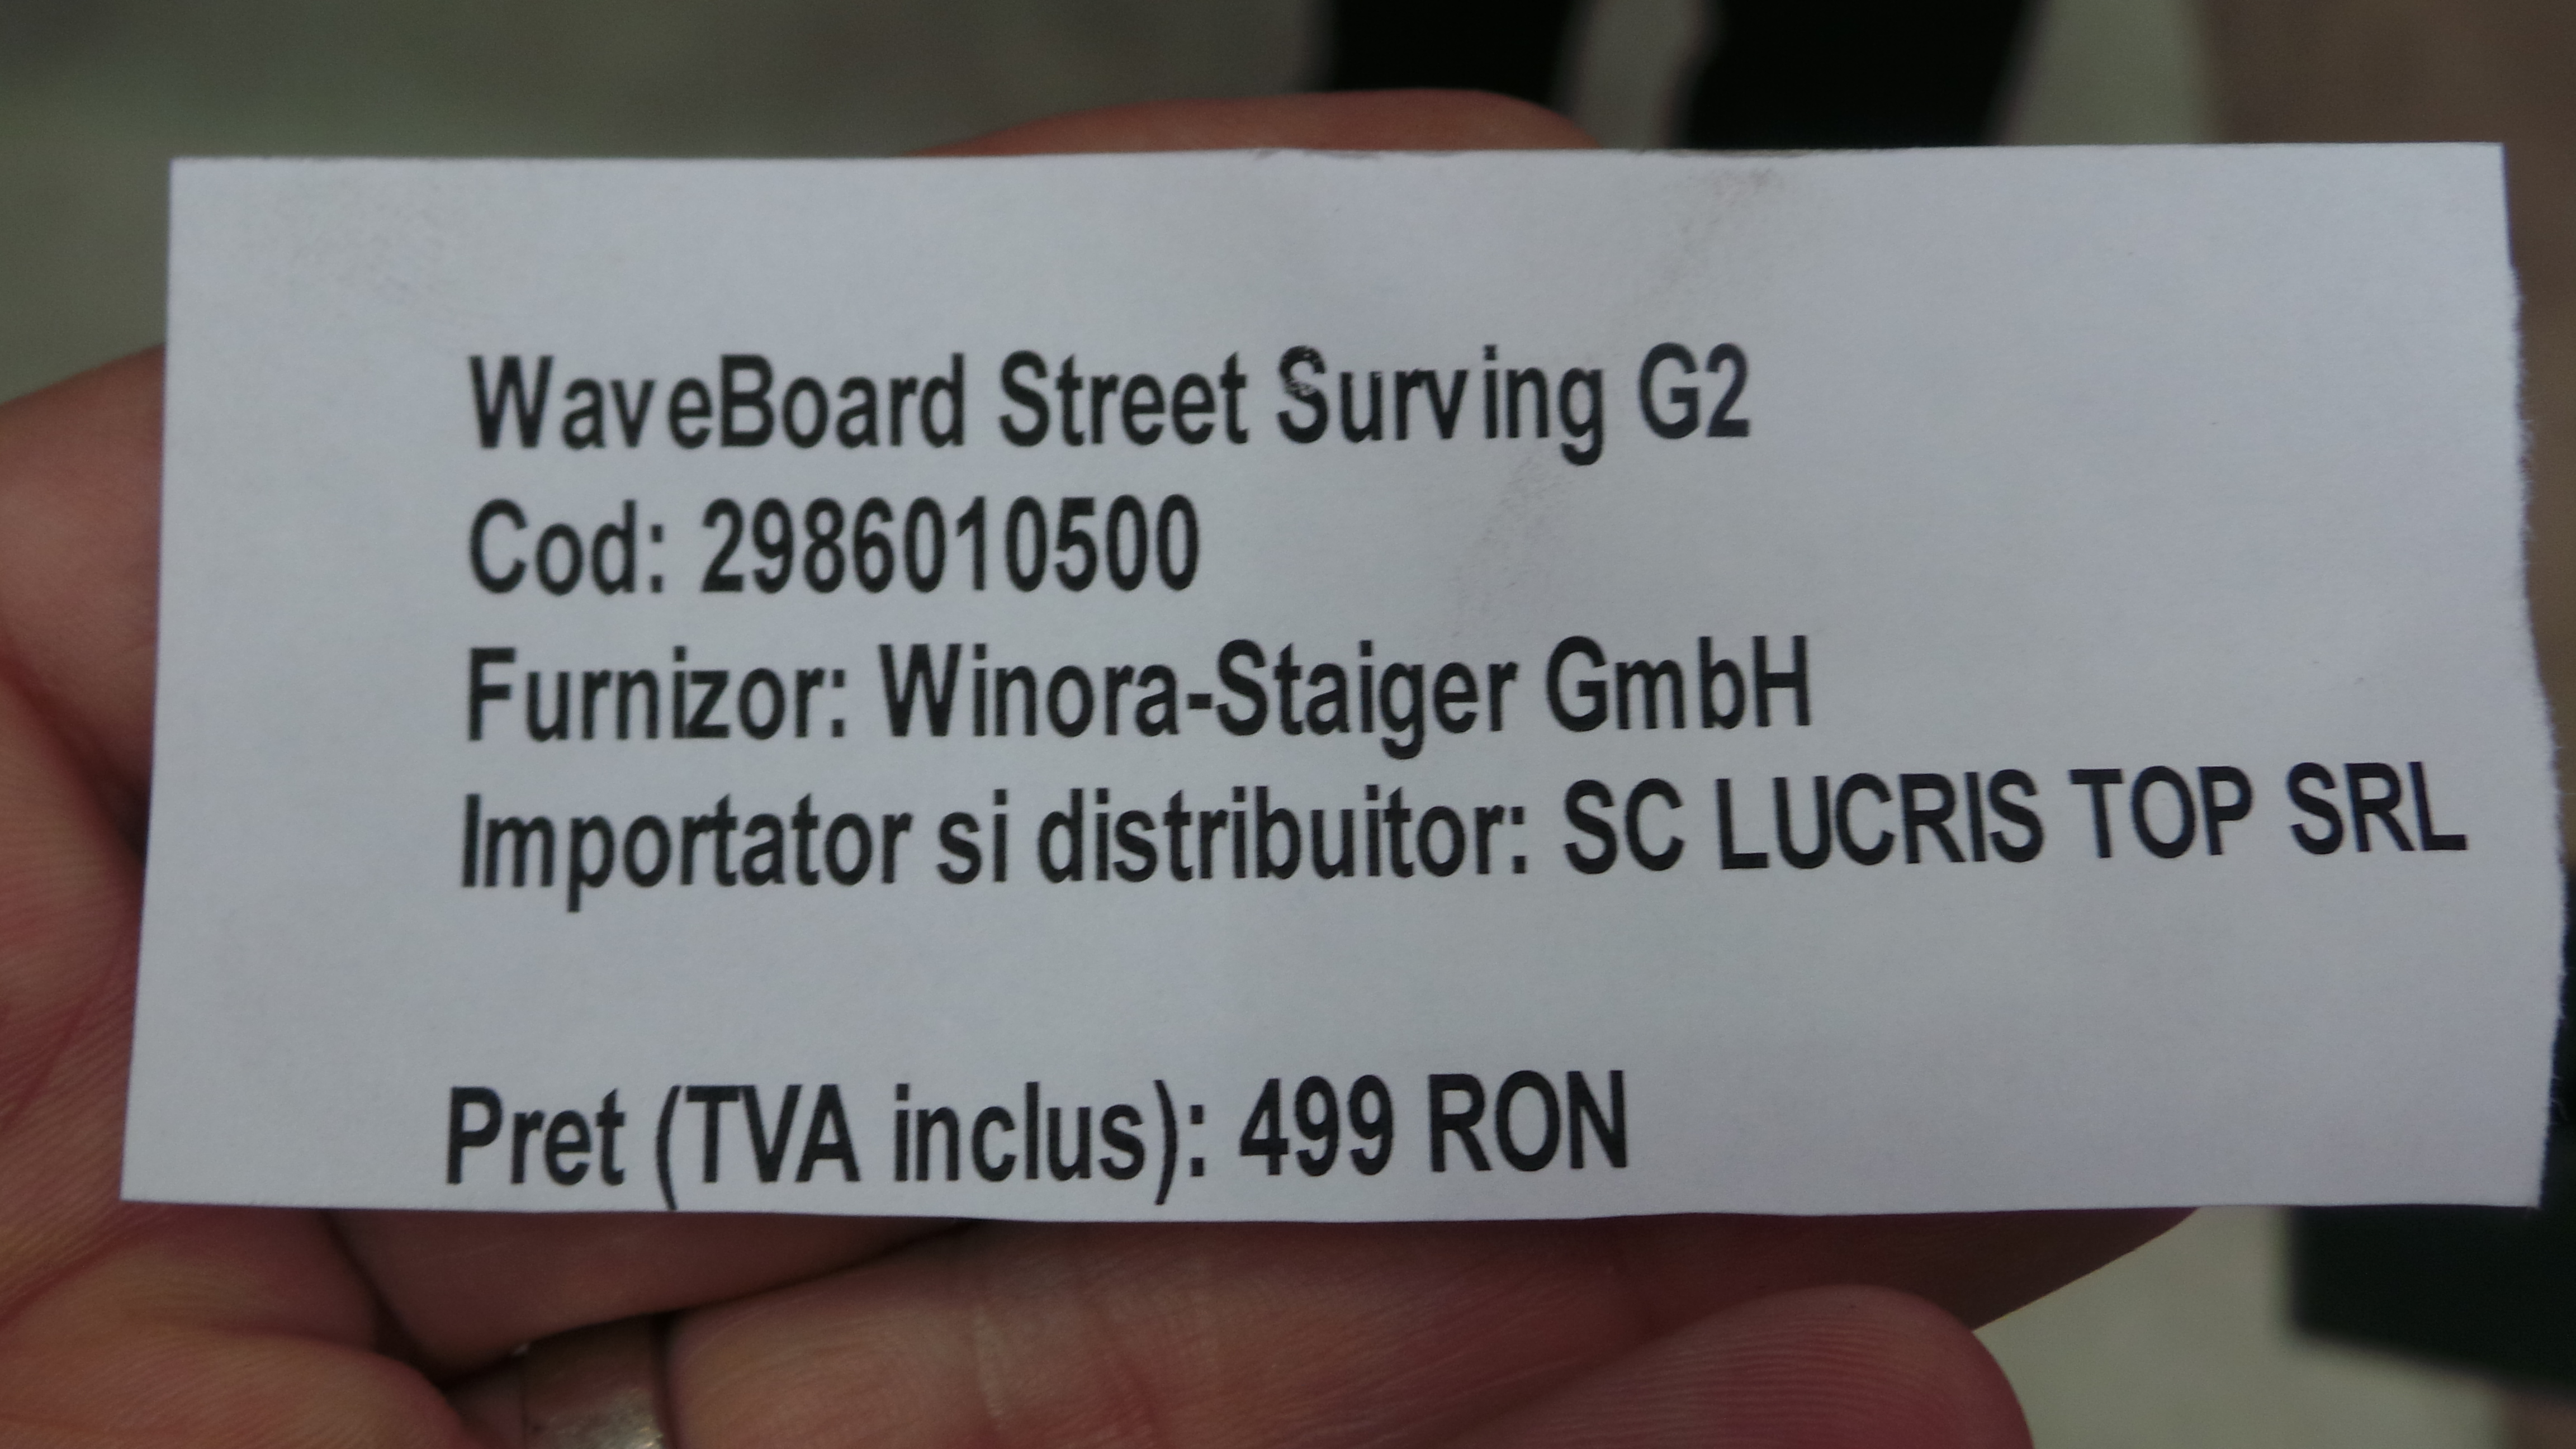 WaveBoard Street Surving G2
Cod: 2986010500
Furnizor: Winora-Staiger GmbH
Importator si distribuitor: SC LUCRIS TOP SRL
Pret (TVA inclus): 499 RON